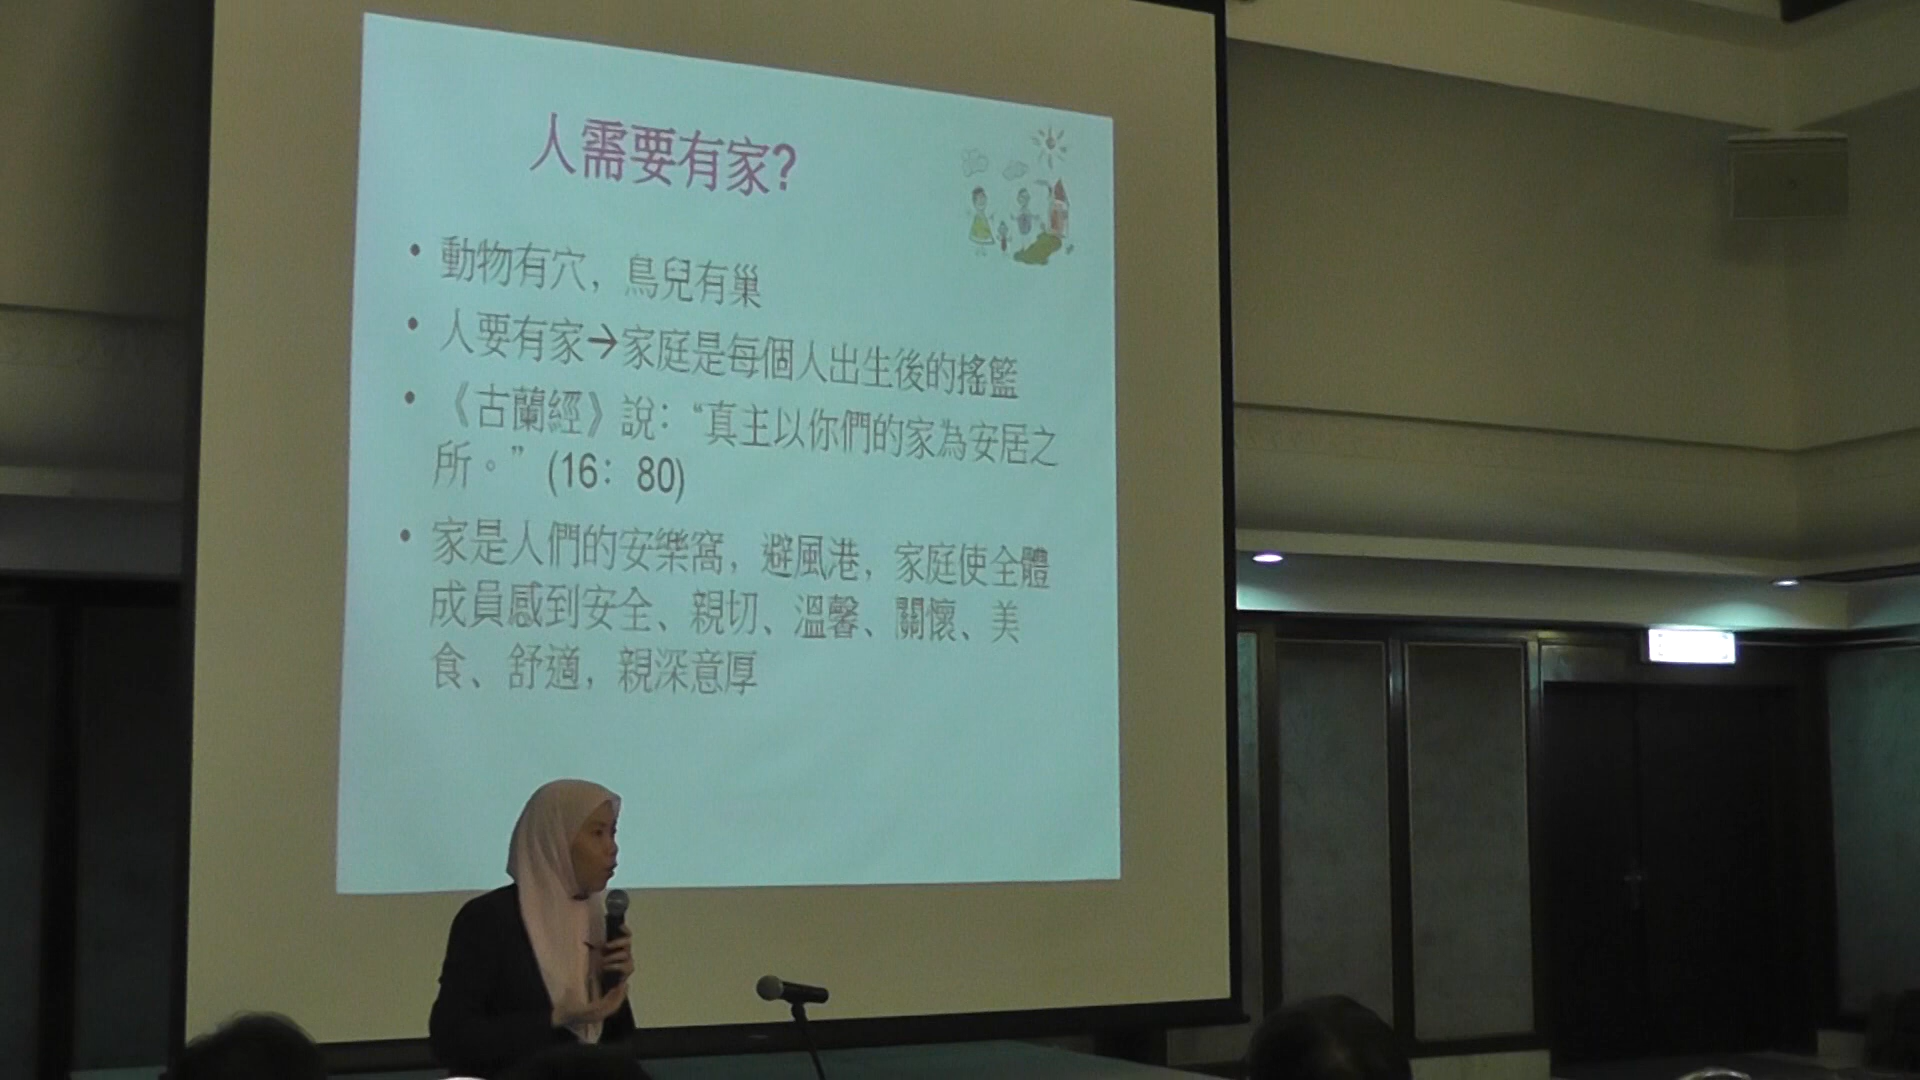 人需要有家?
• 動物有穴，鳥兒有巢
• 人要有家→家庭是每個人出生後的搖籃
• 《古蘭經》說：“真主以你們的家為安居之
所。” (16：80)
• 家是人們的安樂窩，避風港，家庭使全體
成員感到安全、親切、溫馨、關懷、美
食、舒適，親深意厚